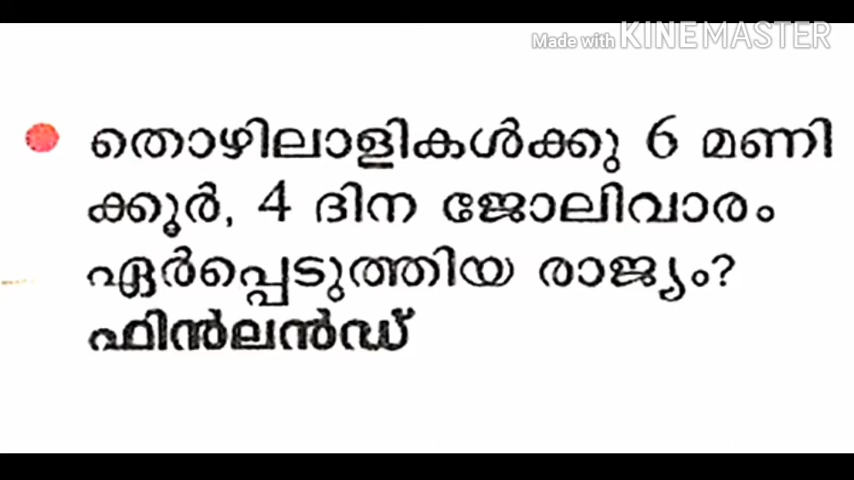 Made with KINEMASTER
തൊഴിലാളികൾക്കു 6 മണി
ക്കൂർ, 4 ദിന ജോലിവാരം
ഏർപ്പെടുത്തിയ രാജ്യം?
ഫിൻലൻഡ്